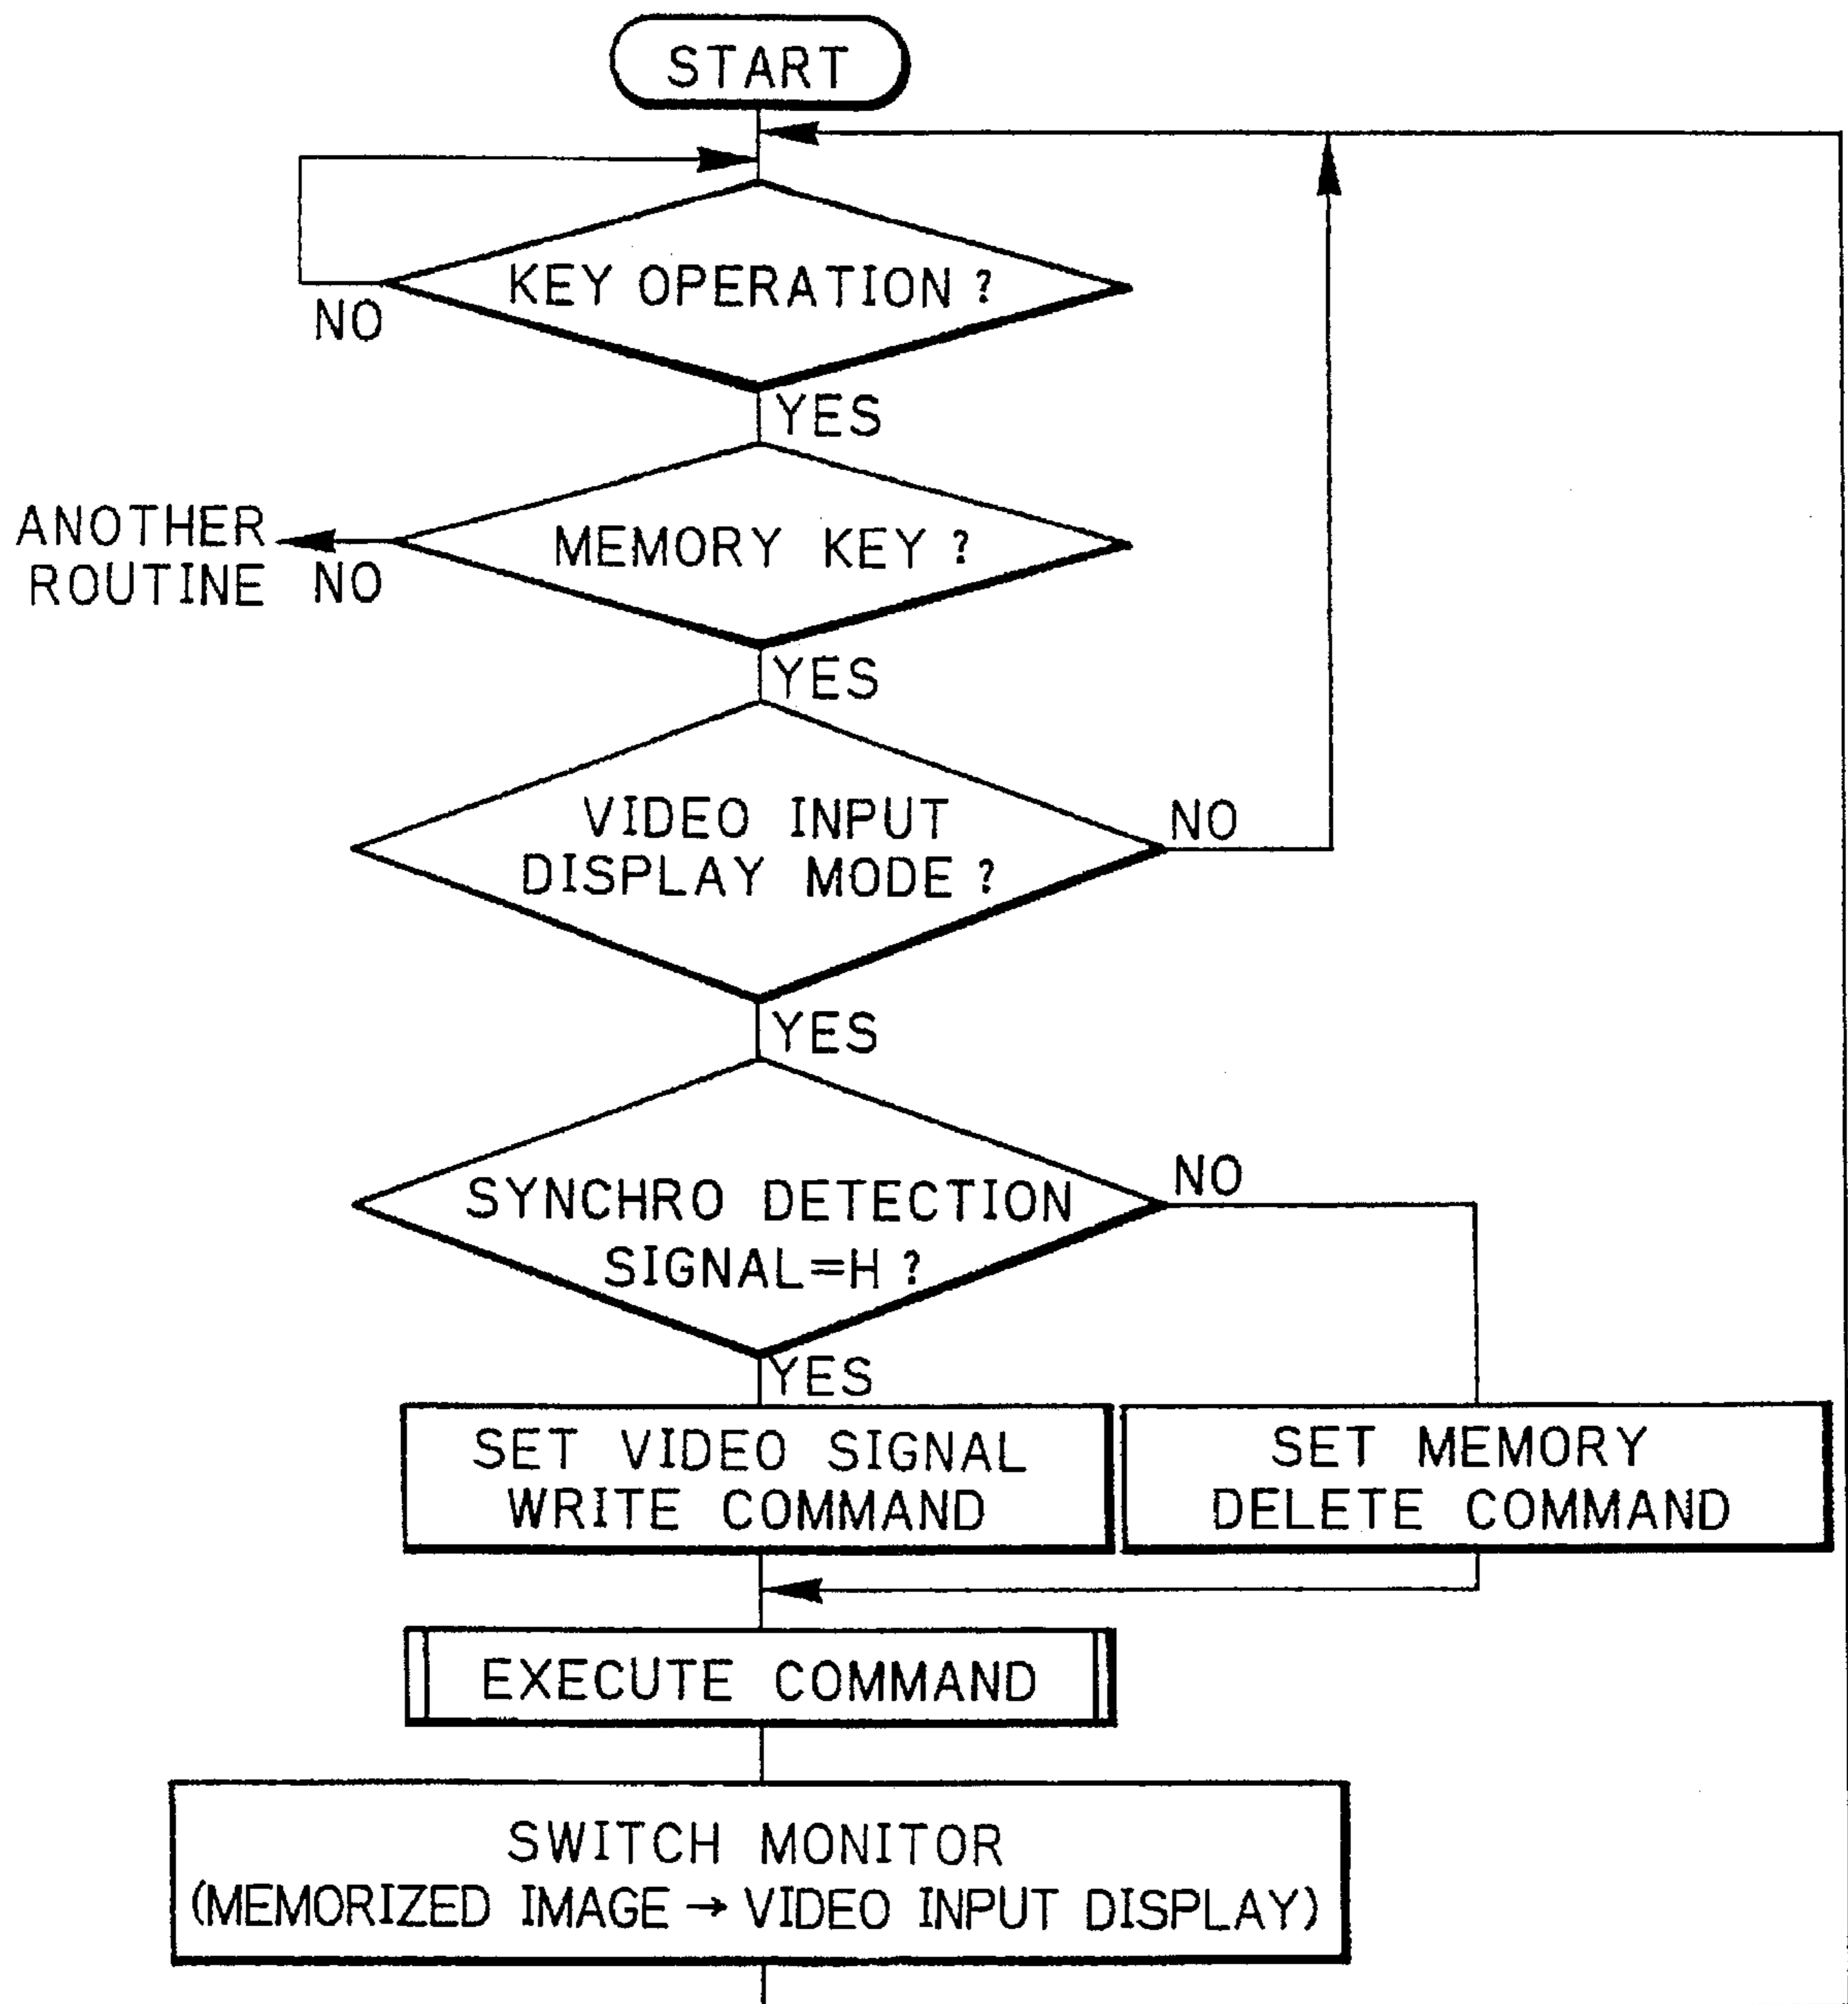 START
KEY OPERATION ?
NO
YES
ANOTHER
ROUTINE
NO
MEMORY KEY ?
YES
VIDEO INPUT
DISPLAY MODE ?
NO
YES
SYNCHRO DETECTION
SIGNAL=H ?
NO
YES
SET VIDEO SIGNAL
WRITE COMMAND
SET MEMORY
DELETE COMMAND
EXECUTE COMMAND
SWITCH MONITOR
(MEMORIZED IMAGE → VIDEO INPUT DISPLAY)